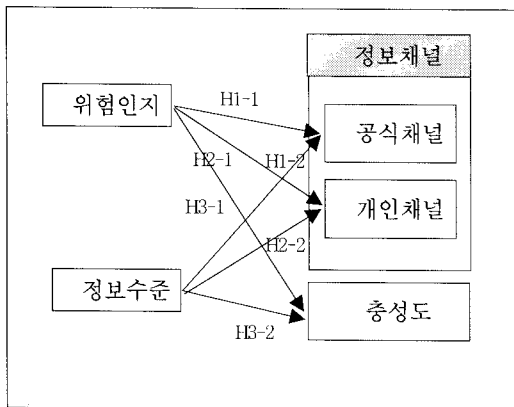 정보채널
위험인지
H1-1
공식채널
H2-1
H1-2
H3-1
개인채널
H2-2
정보수준
충성도
H3-2